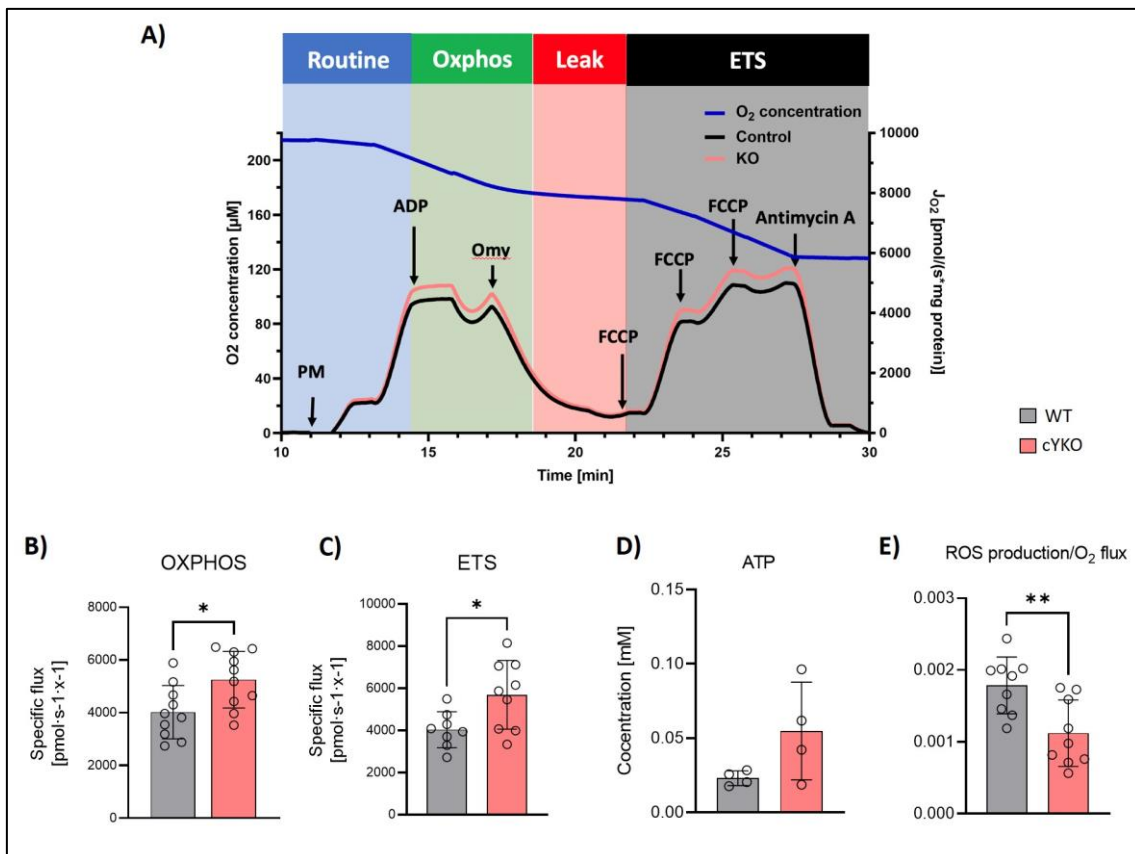 A)
Routine Oxphos Leak ETS
O2 concentration
Control
KO
200
160
120
80
40
0
O2 concentration [µM]
10000
8000
6000
4000
2000
0
JO2 [pmol/(s*mg protein)]
PM
ADP
Omy
FCCP
FCCP
FCCP
Antimycin A
10 15 20 25 30
Time [min]
WT
cYKO
B)
OXPHOS
8000
6000
4000
2000
0
Specific flux
[pmol·s-1·x-1]
*
C)
ETS
10000
8000
6000
4000
2000
0
Specific flux
[pmol·s-1·x-1]
*
D)
ATP
0.15
0.10
0.05
0.00
Cocentration [mM]
E)
ROS production/O2 flux
0.003
0.002
0.001
0.000
**